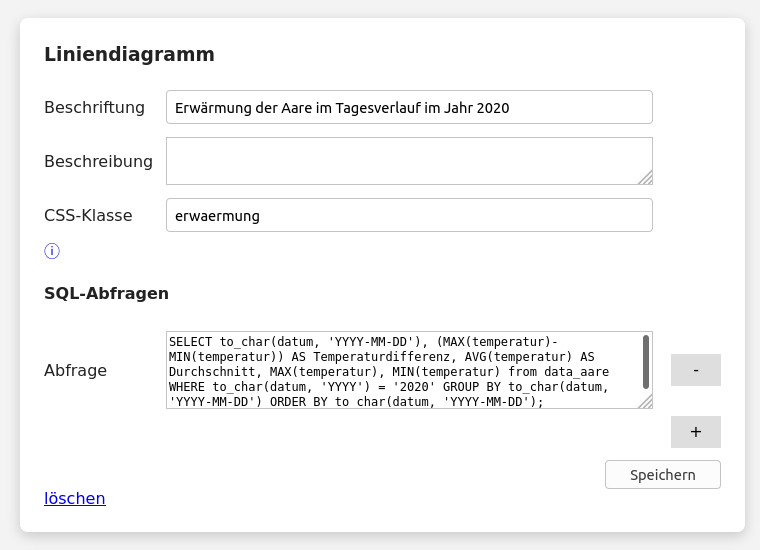 Liniendiagramm
Beschriftung
Erwärmung der Aare im Tagesverlauf im Jahr 2020
Beschreibung
CSS-Klasse
erwaermung
ⓘ
SQL-Abfragen
Abfrage
SELECT to_char(datum, 'YYYY-MM-DD'), (MAX(temperatur)-
MIN(temperatur)) AS Temperaturdifferenz, AVG(temperatur) AS
Durchschnitt, MAX(temperatur), MIN(temperatur) from data_aare
WHERE to_char(datum, 'YYYY') = '2020' GROUP BY to_char(datum,
'YYYY-MM-DD') ORDER BY to_char(datum, 'YYYY-MM-DD');
-
+
Speichern
löschen